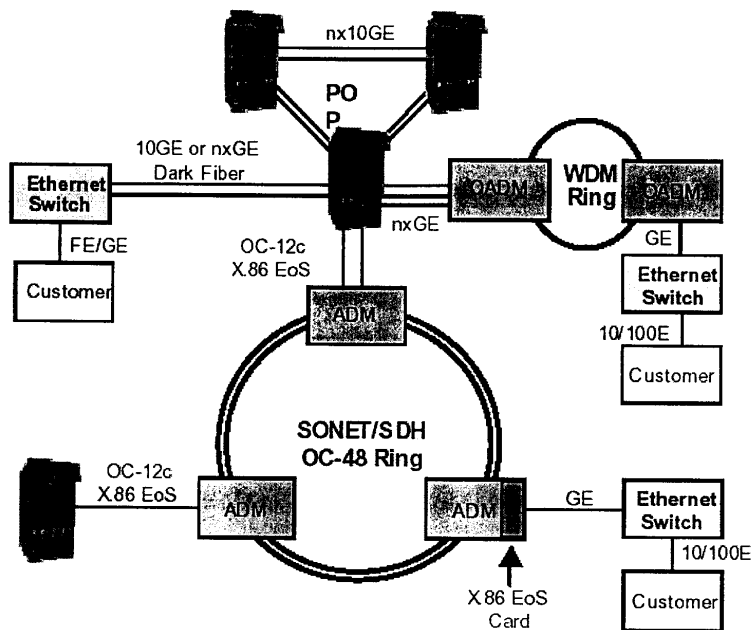 nx10GE
PO
P
10GE or nxGE
Dark Fiber
Ethernet
Switch
OADM
WDM
Ring
OADM
nxGE
FE/GE
OC-12c
X.86 EoS
GE
Customer
Ethernet
Switch
ADM
10/100E
Customer
SONET/SDH
OC-48 Ring
OC-12c
X.86 EoS
ADM
ADM
GE
Ethernet
Switch
10/100E
X.86 EoS
Card
Customer